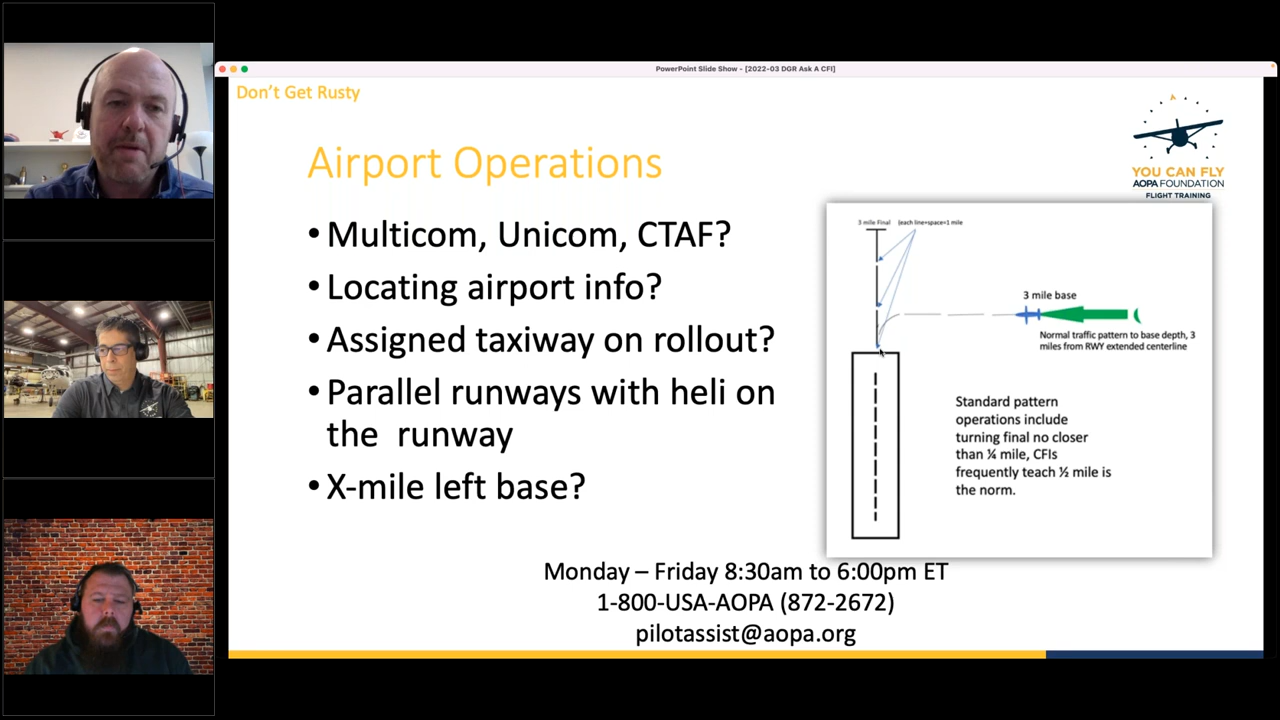 PowerPoint Slide Show - [2022-03 DGR Ask A CFI]
Don't Get Rusty
YOU CAN FLY
AOPA FOUNDATION
FLIGHT TRAINING
Airport Operations
• Multicom, Unicom, CTAF?
• Locating airport info?
• Assigned taxiway on rollout?
• Parallel runways with heli on
the runway
• X-mile left base?
3 mile Final (each line+space=1 mile
3 mile base
Normal traffic pattern to base depth, 3
miles from RWY extended centerline
Standard pattern
operations include
turning final no closer
than ¼ mile, CFIs
frequently teach ½ mile is
the norm.
Monday – Friday 8:30am to 6:00pm ET
1-800-USA-AOPA (872-2672)
pilotassist@aopa.org